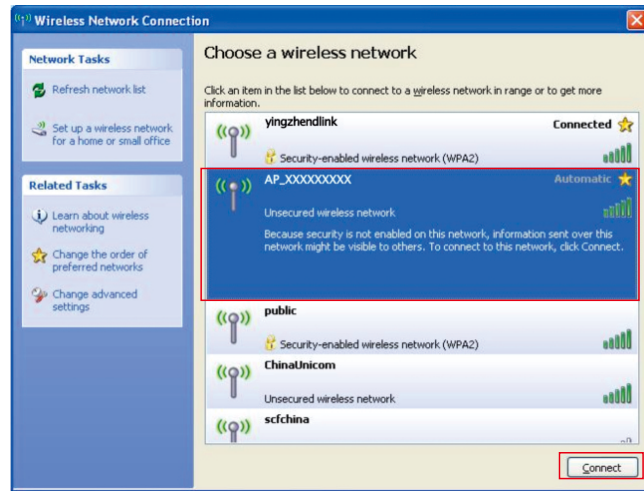 Wireless Network Connection
Network Tasks
Refresh network list
Set up a wireless network
for a home or small office
Related Tasks
Learn about wireless
networking
Change the order of
preferred networks
Change advanced
settings
Choose a wireless network
Click an item in the list below to connect to a wireless network in range or to get more
information.
yingzhendlink
Connected
Security-enabled wireless network (WPA2)
AP_XXXXXXXXX
Automatic
Unsecured wireless network
Because security is not enabled on this network, information sent over this
network might be visible to others. To connect to this network, click Connect.
public
Security-enabled wireless network (WPA2)
ChinaUnicom
Unsecured wireless network
scfchina
Connect